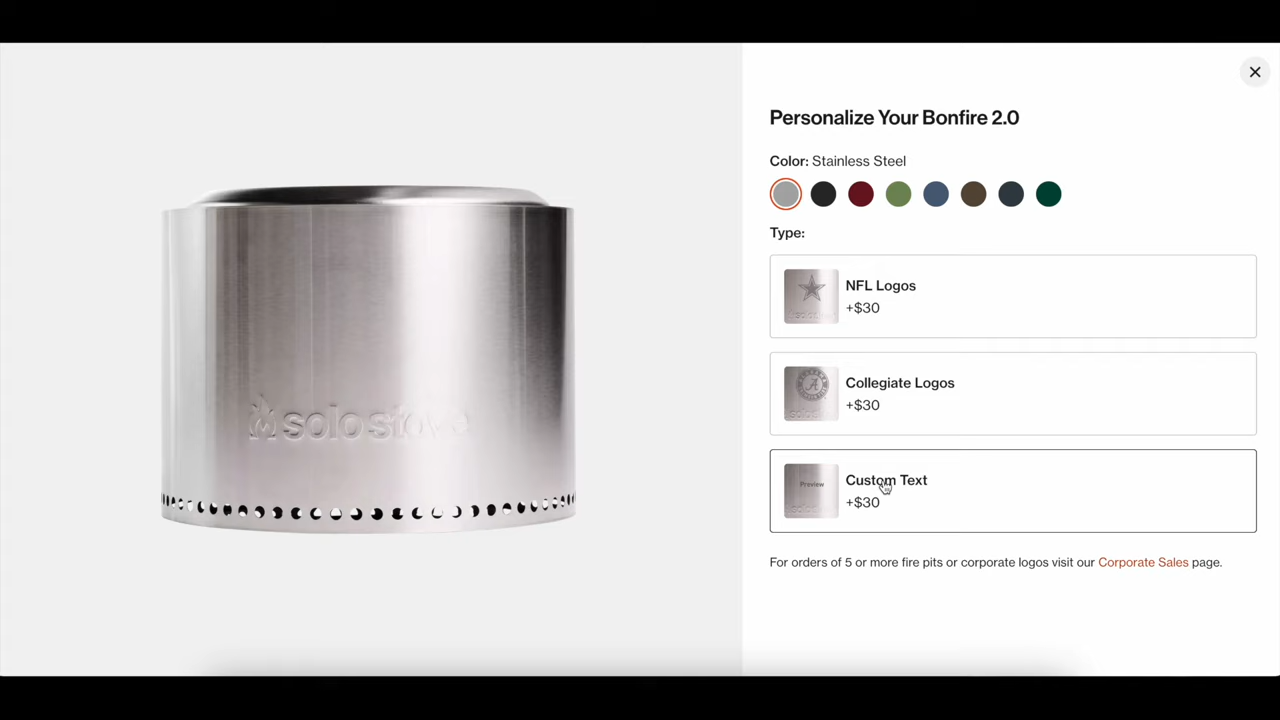 Personalize Your Bonfire 2.0
Color: Stainless Steel
Type:
NFL Logos
+$30
Collegiate Logos
+$30
Preview
Custom Text
+$30
For orders of 5 or more fire pits or corporate logos visit our Corporate Sales page.
solo stove